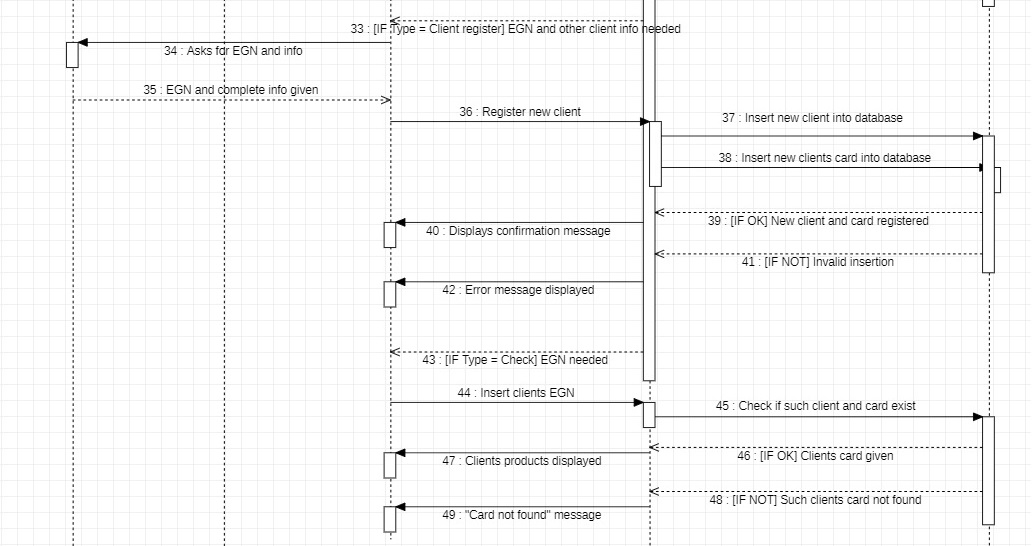 33 : [IF Type = Client register] EGN and other client info needed
34 : Asks for EGN and info
35 : EGN and complete info given
36 : Register new client
37 : Insert new client into database
38 : Insert new clients card into database
39 : [IF OK] New client and card registered
40 : Displays confirmation message
41 : [IF NOT] Invalid insertion
42 : Error message displayed
43 : [IF Type = Check] EGN needed
44 : Insert clients EGN
45 : Check if such client and card exist
46 : [IF OK] Clients card given
47 : Clients products displayed
48 : [IF NOT] Such clients card not found
49 : "Card not found" message